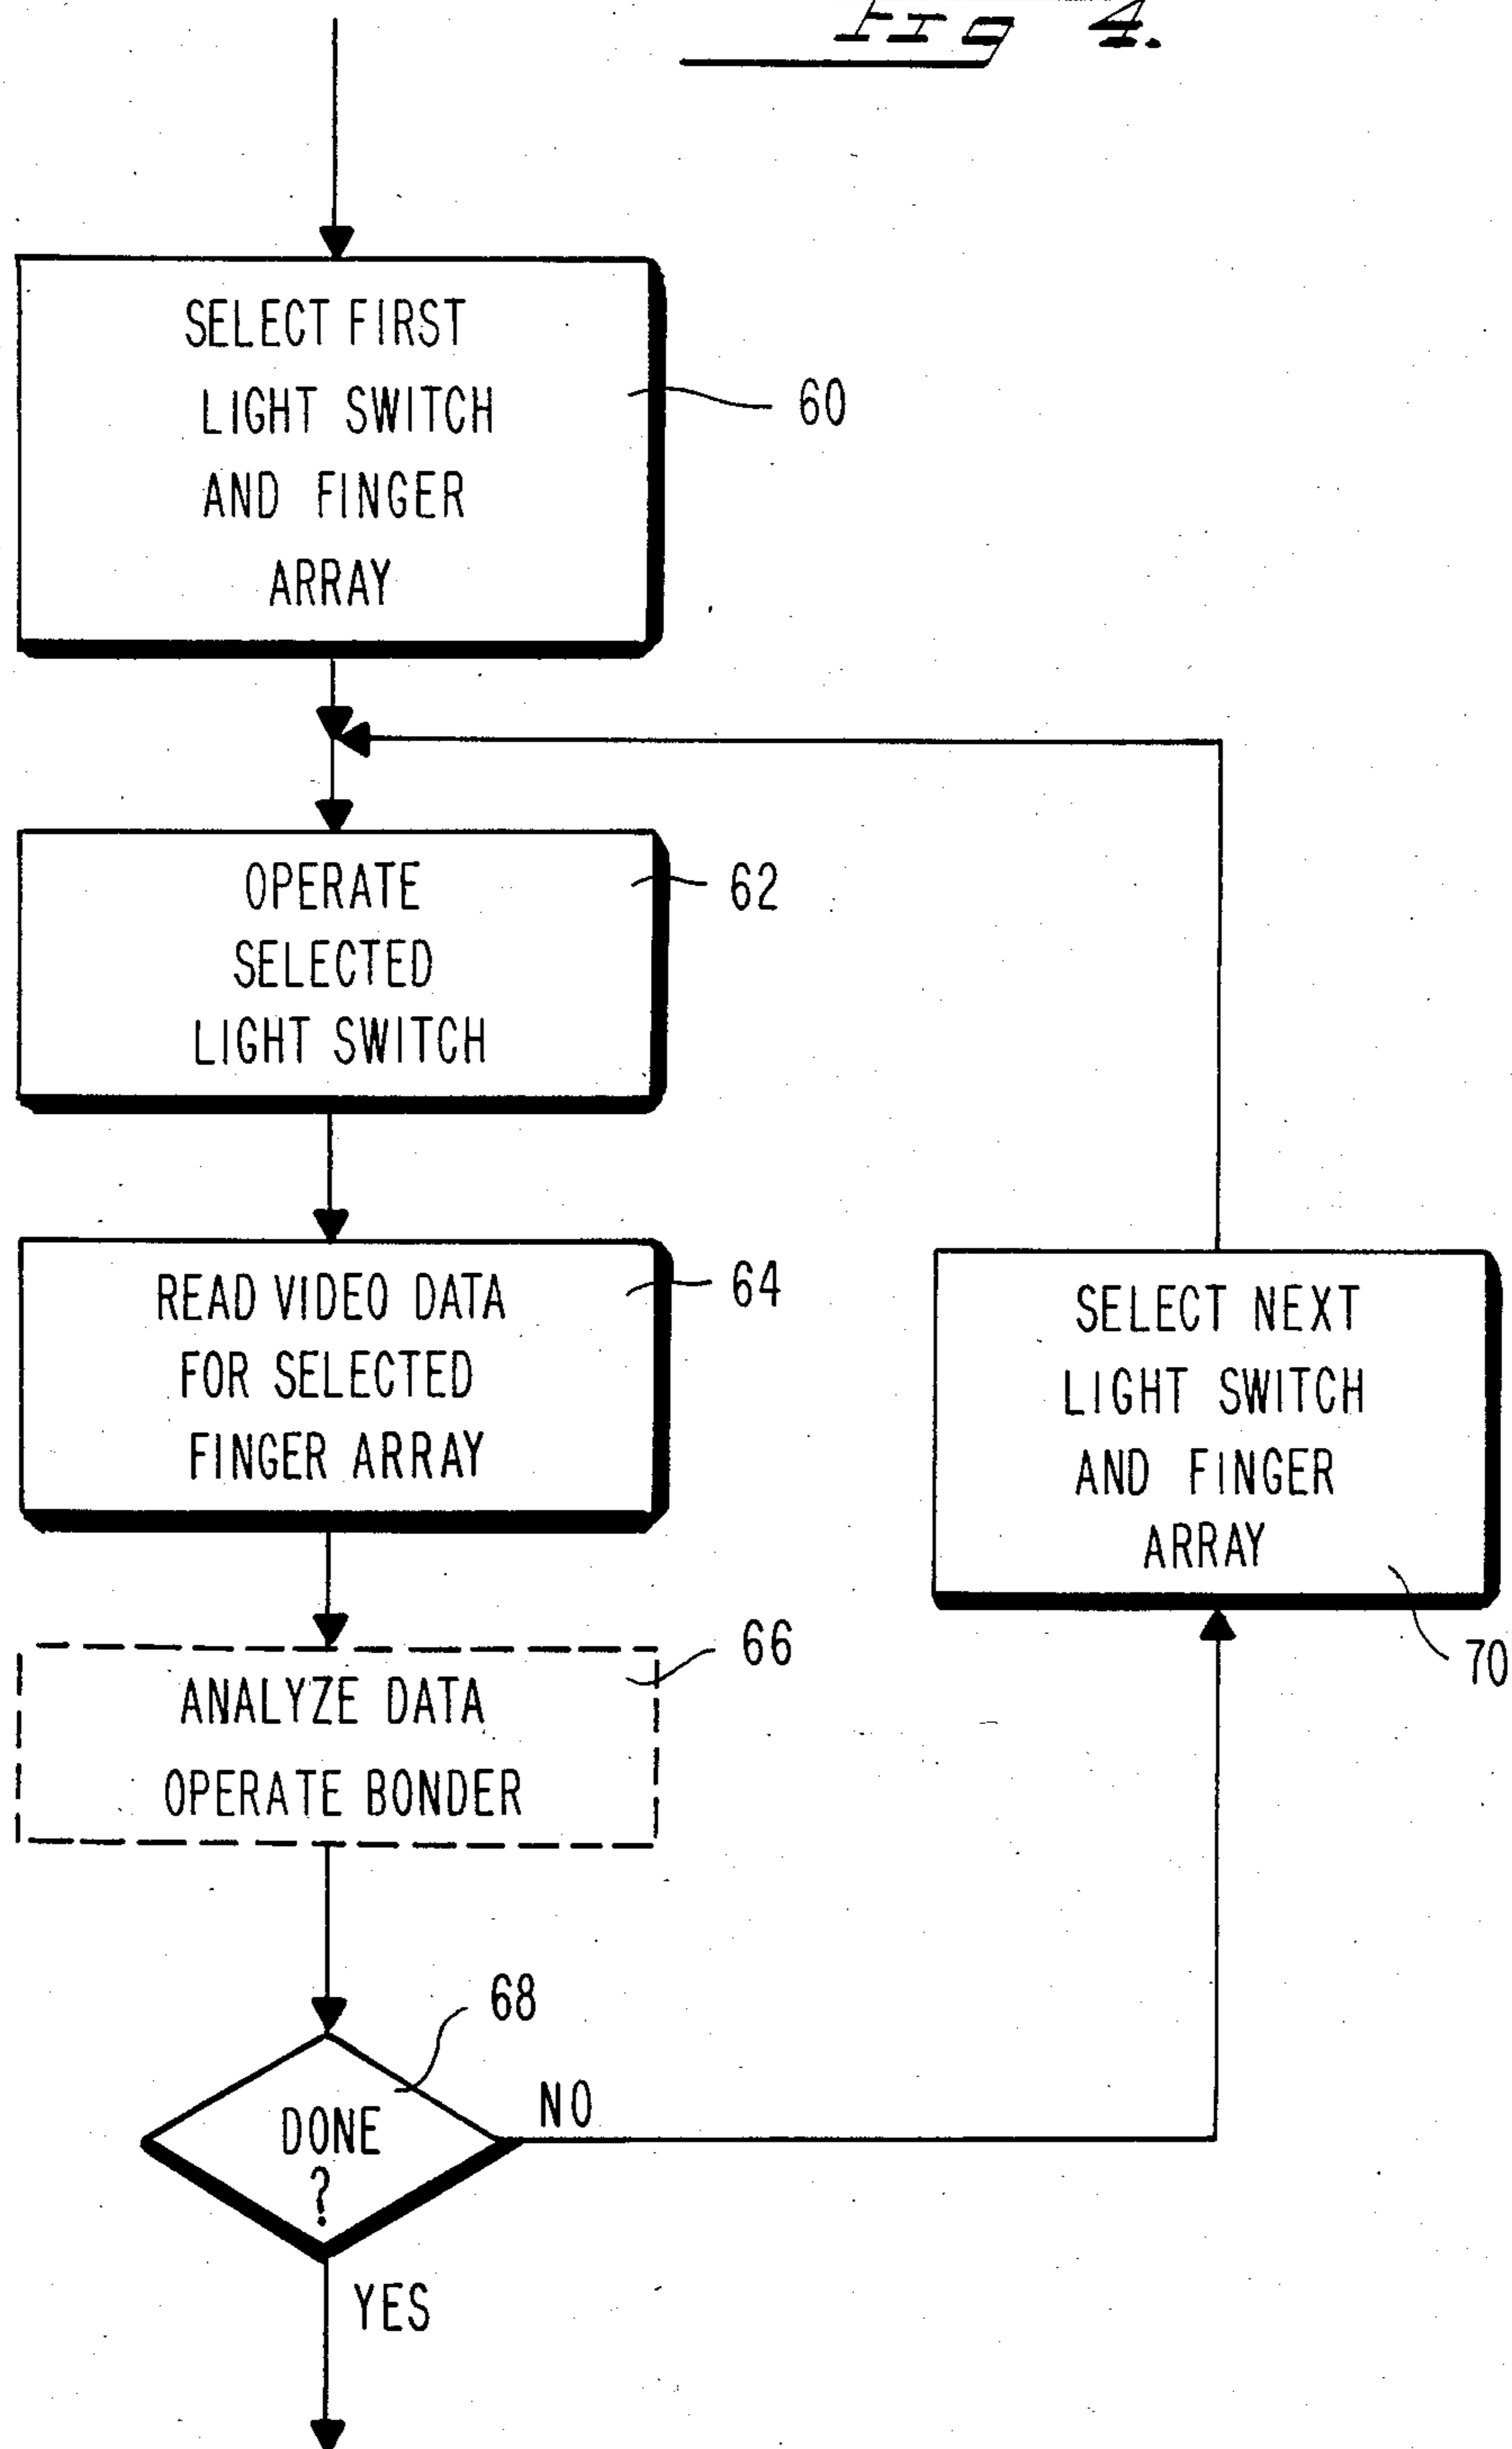 Fig 4.
SELECT FIRST
LIGHT SWITCH
AND FINGER
ARRAY
60
OPERATE
SELECTED
LIGHT SWITCH
62
READ VIDEO DATA
FOR SELECTED
FINGER ARRAY
64
SELECT NEXT
LIGHT SWITCH
AND FINGER
ARRAY
70
ANALYZE DATA
OPERATE BONDER
66
68
DONE
?
NO
YES